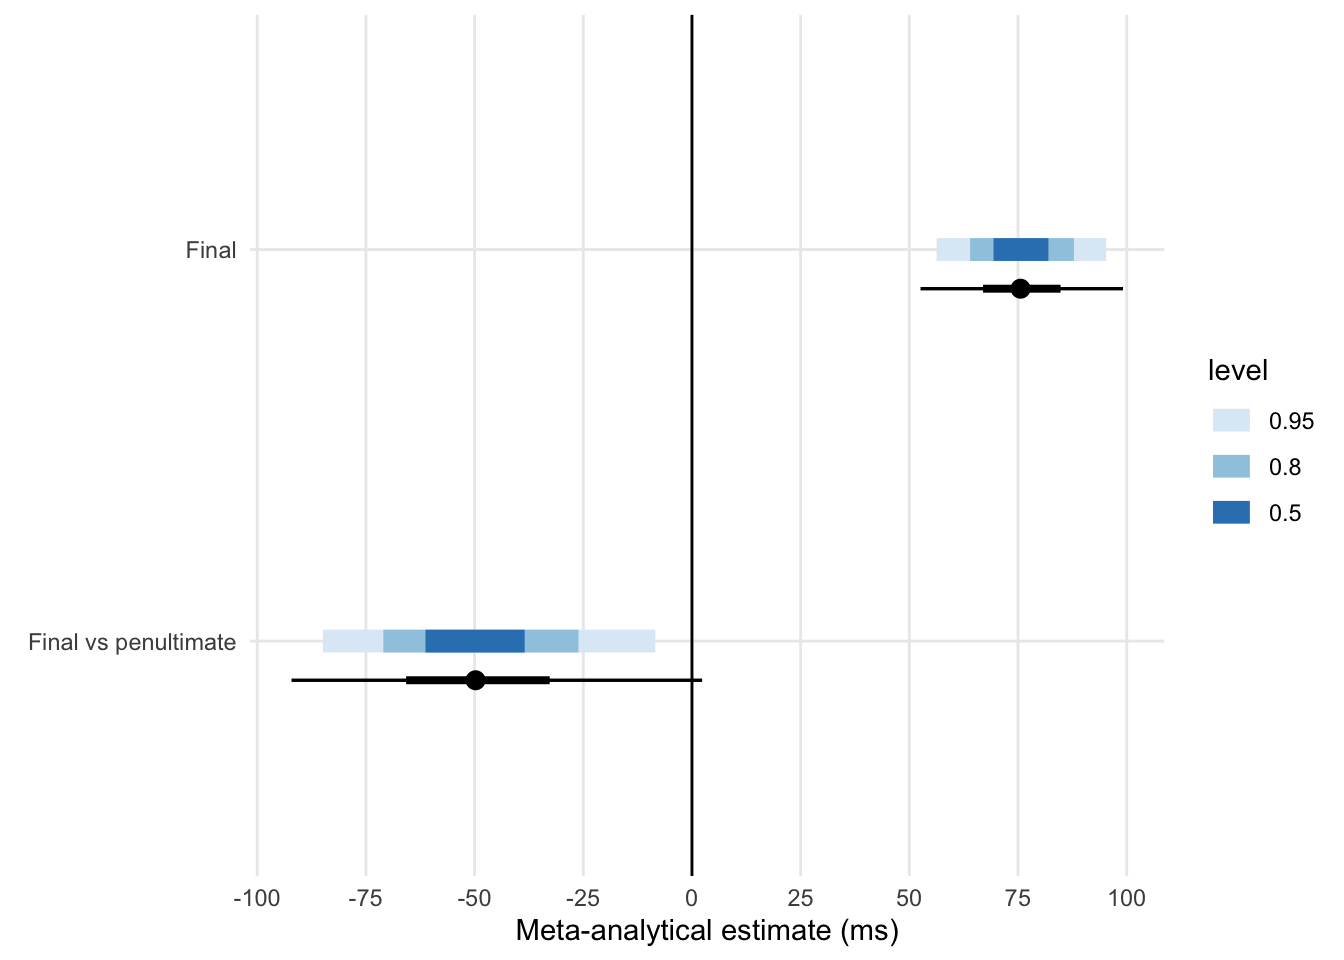 Final
Final vs penultimate
-100 -75 -50 -25 0 25 50 75 100
Meta-analytical estimate (ms)
level
0.95
0.8
0.5